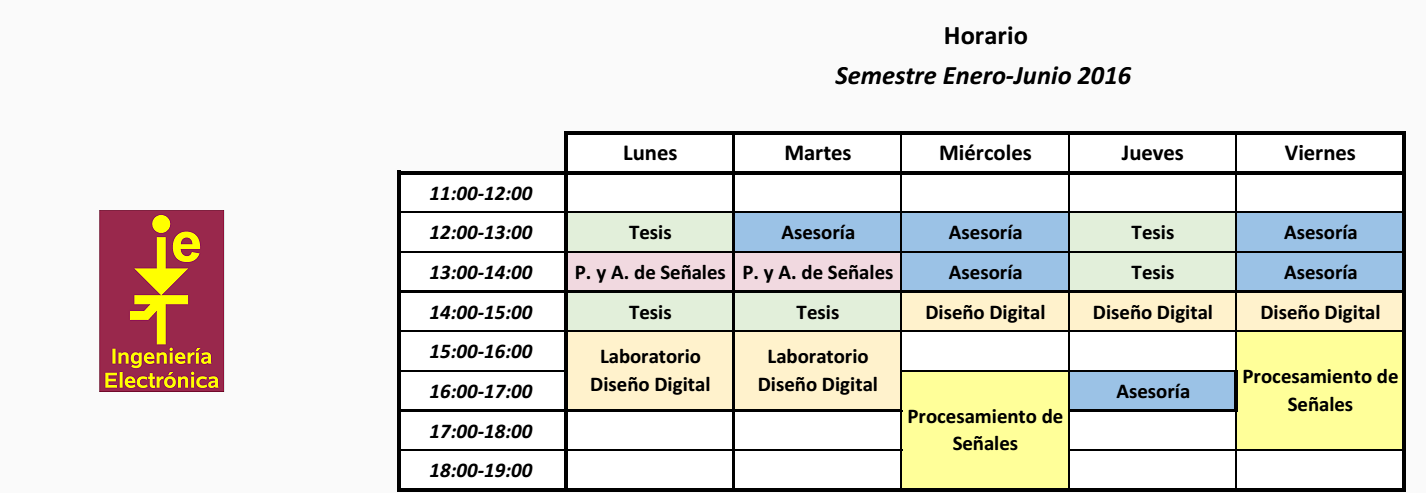 Horario
Semestre Enero-Junio 2016
Lunes Martes Miércoles Jueves Viernes
11:00-12:00
12:00-13:00 Tesis Asesoría Asesoría Tesis Asesoría
13:00-14:00 P. y A. de Señales P. y A. de Señales Asesoría Tesis Asesoría
14:00-15:00 Tesis Tesis Diseño Digital Diseño Digital Diseño Digital
15:00-16:00 Laboratorio Laboratorio
Diseño Digital Diseño Digital
16:00-17:00 Asesoría Procesamiento de
Señales
17:00-18:00 Procesamiento de
Señales
18:00-19:00
ie
Ingeniería
Electrónica